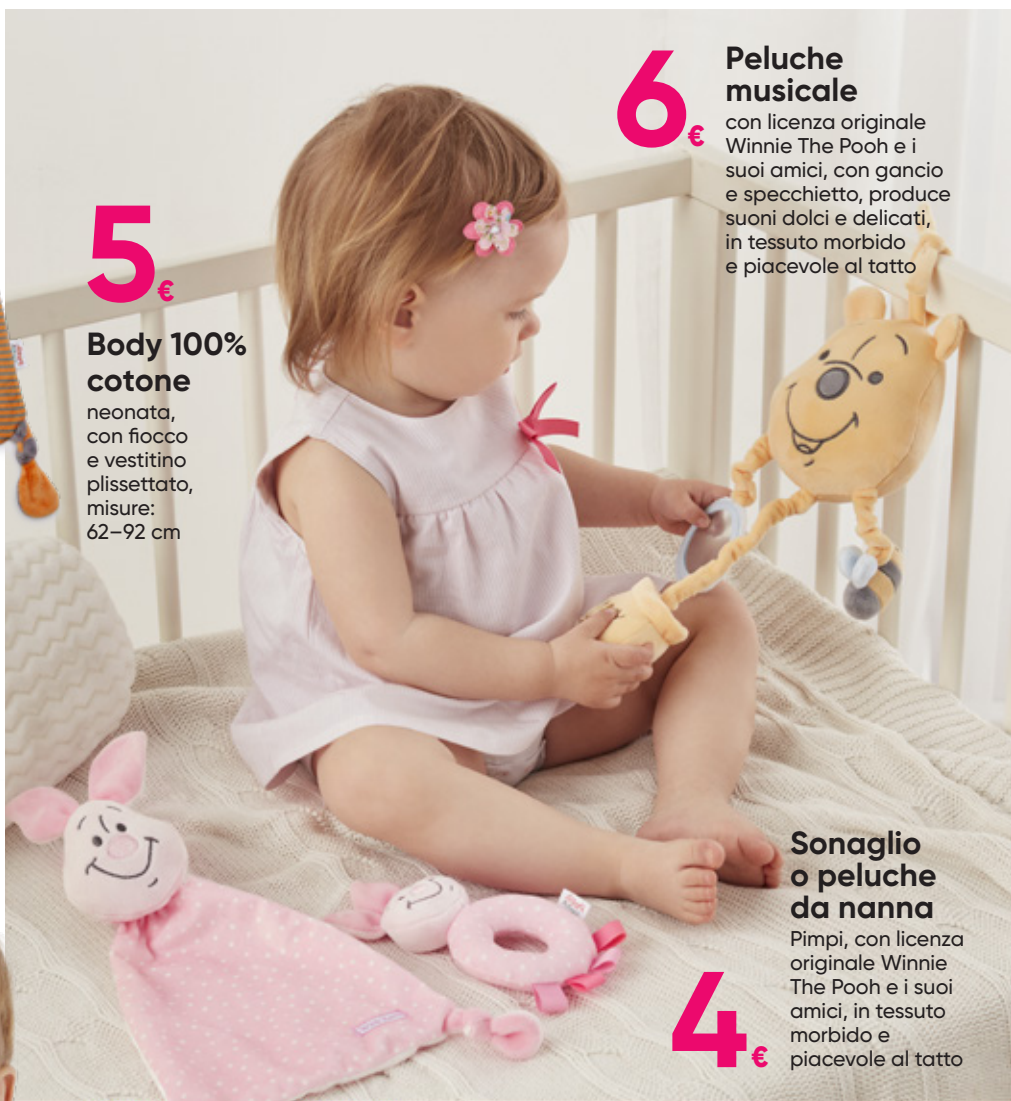 6€
Peluche
musicale
con licenza originale
Winnie The Pooh e i
suoi amici, con gancio
e specchietto, produce
suoni dolci e delicati,
in tessuto morbido
e piacevole al tatto
5€
Body 100%
cotone
neonata,
con fiocco
e vestitino
plissettato,
misure:
62–92 cm
Sonaglio
o peluche
da nanna
Pimpi, con licenza
originale Winnie
The Pooh e i suoi
amici, in tessuto
morbido e
piacevole al tatto
4€